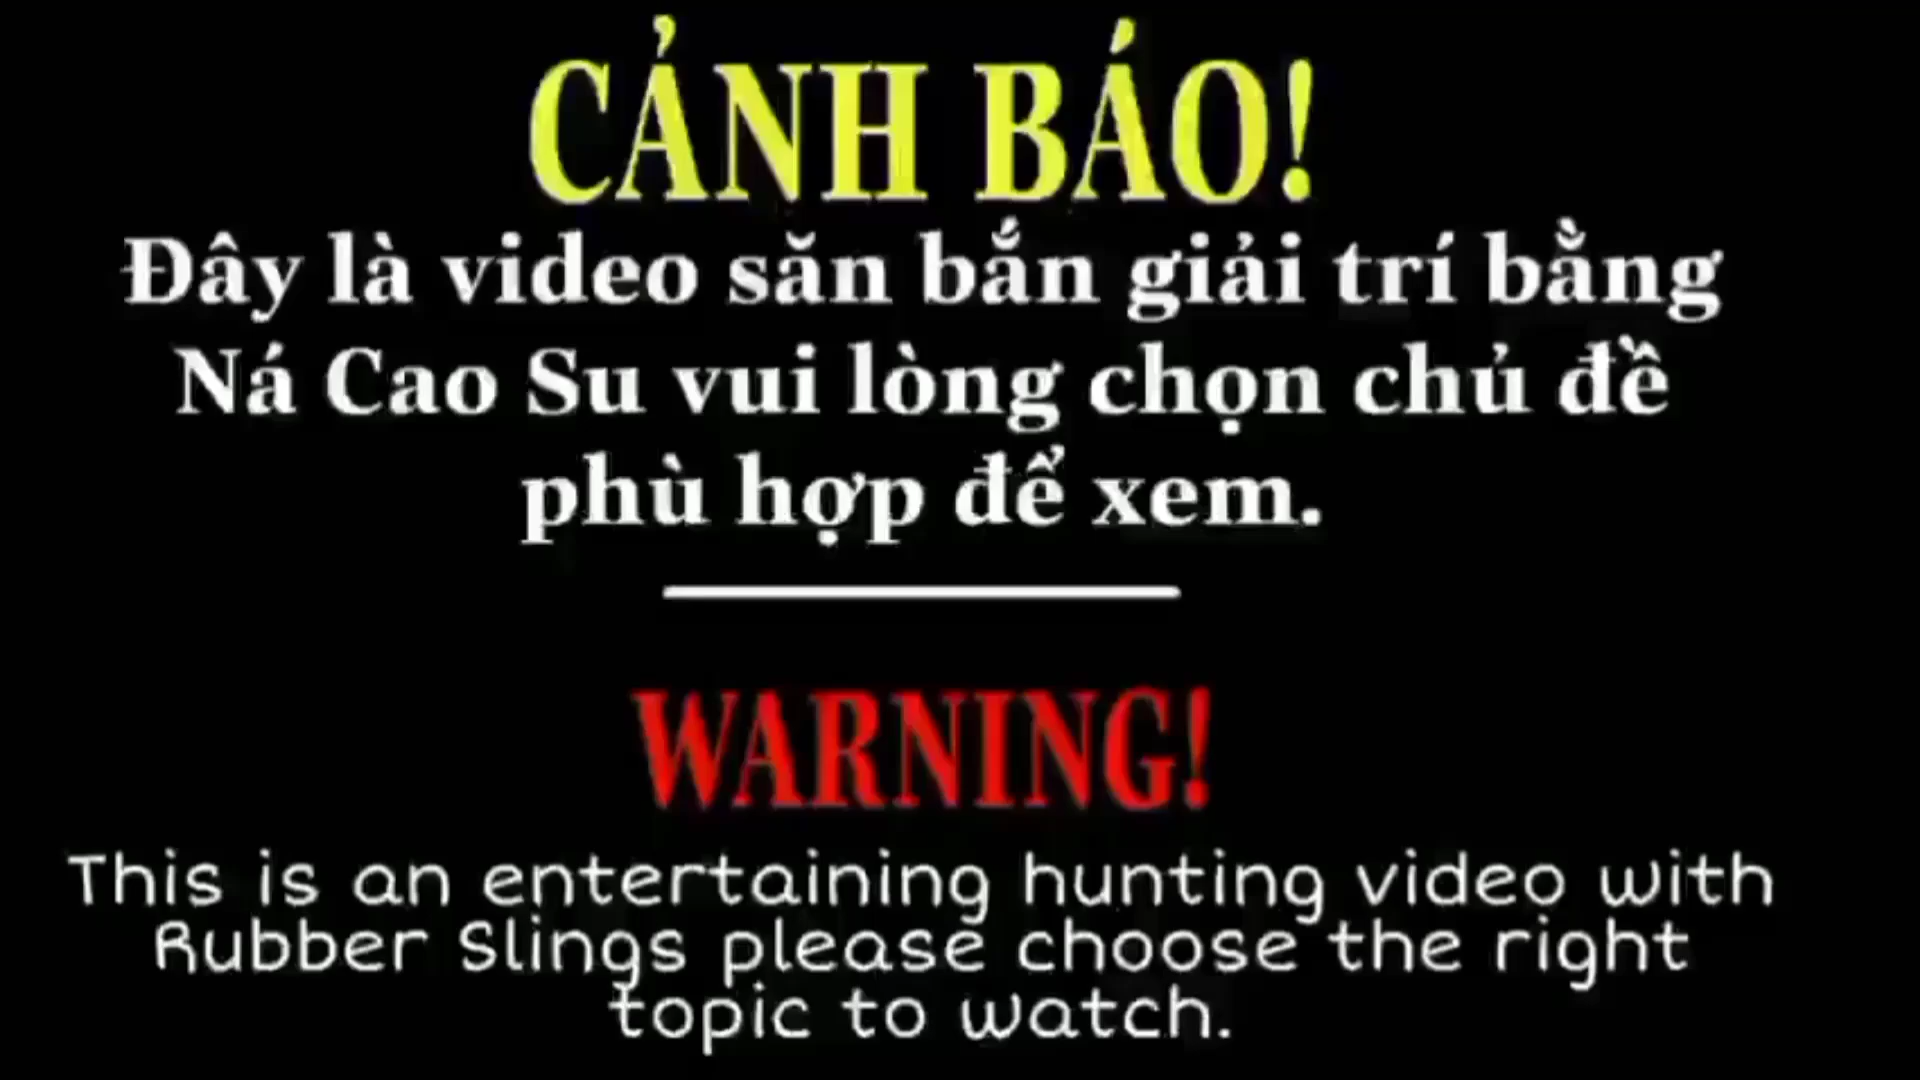 CẢNH BÁO!
Đây là video săn bắn giải trí bằng
Ná Cao Su vui lòng chọn chủ đề
phù hợp để xem.
WARNING!
This is an entertaining hunting video with
Rubber Slings please choose the right
topic to watch.